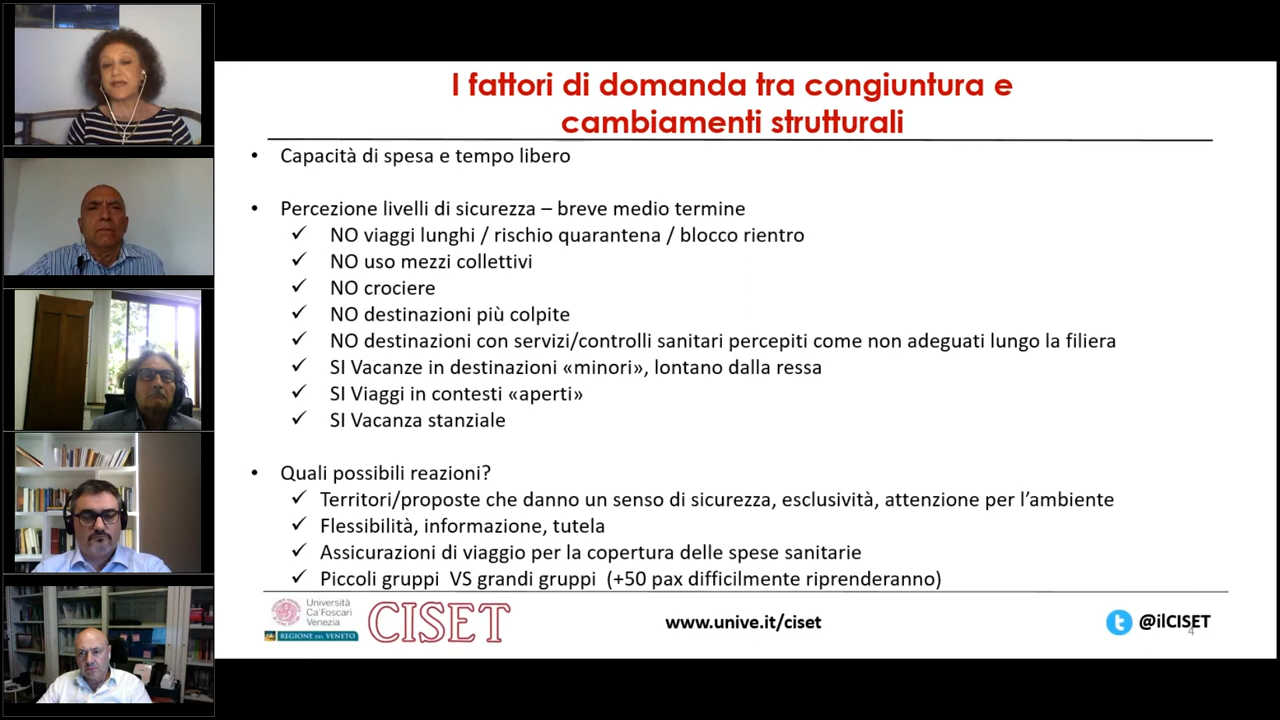 I fattori di domanda tra congiuntura e
cambiamenti strutturali
• Capacità di spesa e tempo libero
• Percezione livelli di sicurezza – breve medio termine
✓ NO viaggi lunghi / rischio quarantena / blocco rientro
✓ NO uso mezzi collettivi
✓ NO crociere
✓ NO destinazioni più colpite
✓ NO destinazioni con servizi/controlli sanitari percepiti come non adeguati lungo la filiera
✓ SI Vacanze in destinazioni «minori», lontano dalla ressa
✓ SI Viaggi in contesti «aperti»
✓ SI Vacanza stanziale
• Quali possibili reazioni?
✓ Territori/proposte che danno un senso di sicurezza, esclusività, attenzione per l’ambiente
✓ Flessibilità, informazione, tutela
✓ Assicurazioni di viaggio per la copertura delle spese sanitarie
✓ Piccoli gruppi VS grandi gruppi (+50 pax difficilmente riprenderanno)
Università
Ca'Foscari
Venezia
REGIONE DEL VENETO
CISET
www.unive.it/ciset
@ilCISET
4